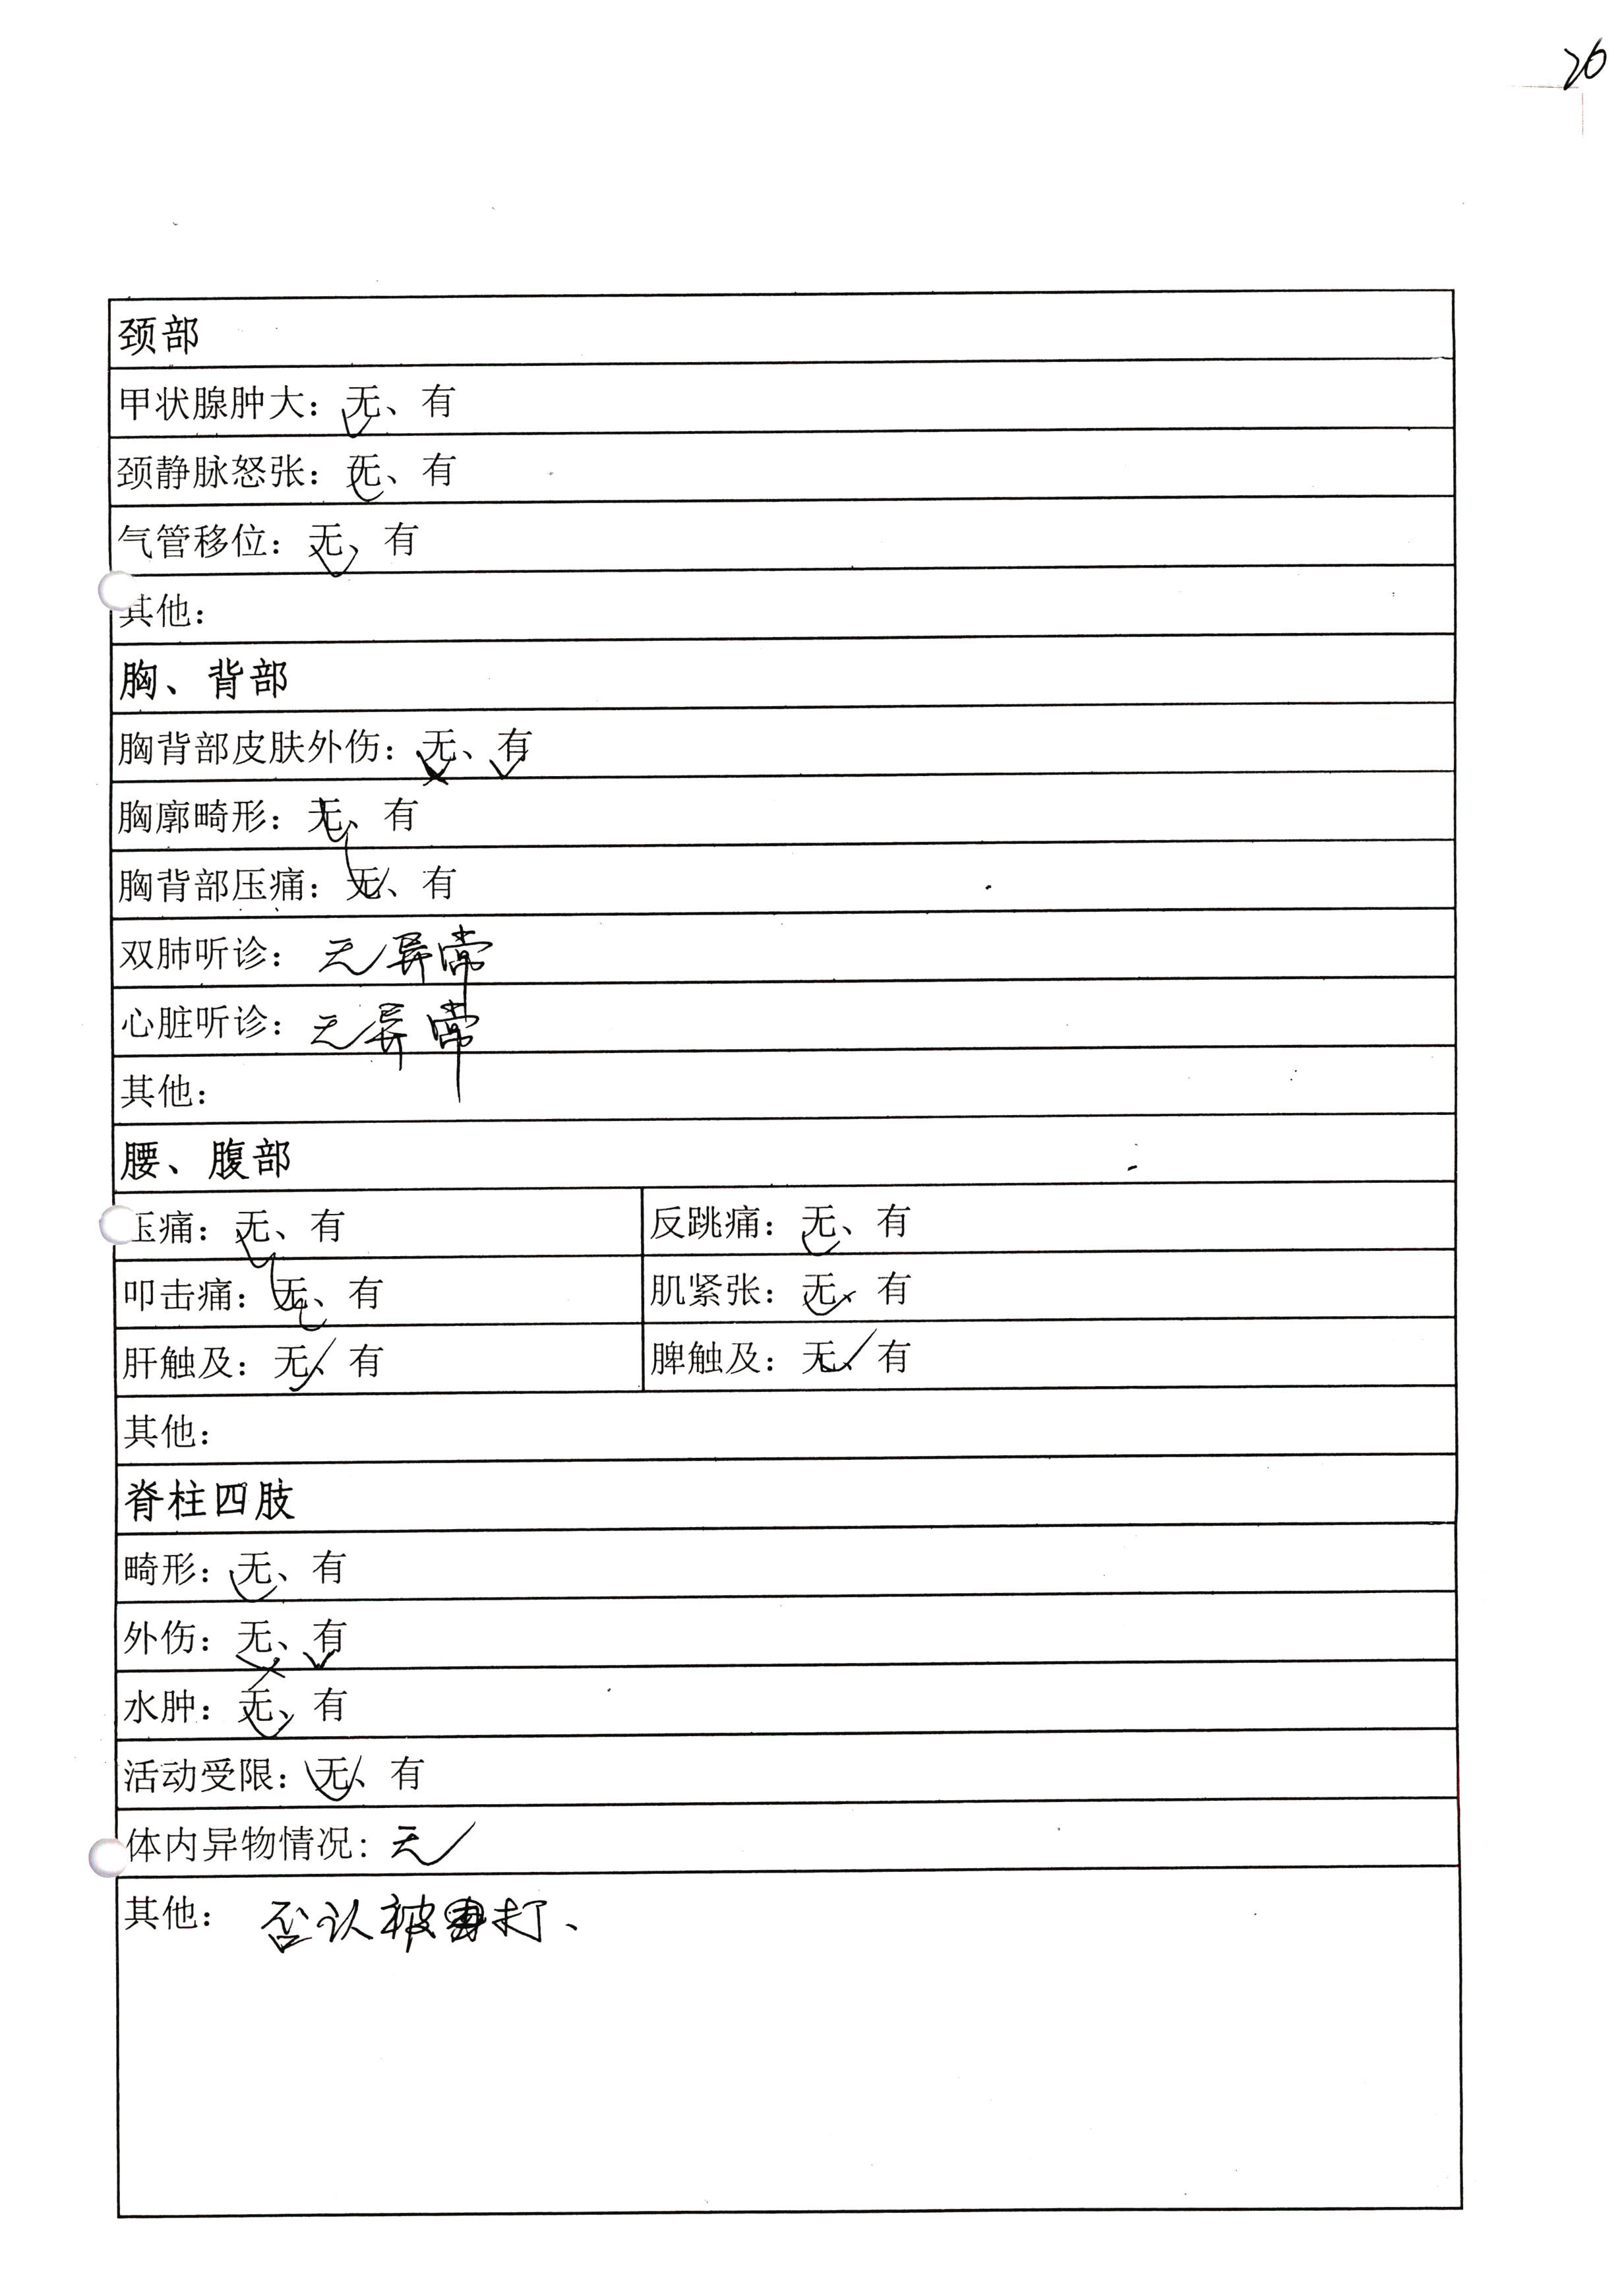 26
颈部
甲状腺肿大：无、有
颈静脉怒张：无、有
气管移位：无、有
其他：
胸、背部
胸背部皮肤外伤：无、有
胸廓畸形：无、有
胸背部压痛：无、有
双肺听诊：无异常
心脏听诊：无异常
其他：
腰、腹部
压痛：无、有 反跳痛：无、有
叩击痛：无、有 肌紧张：无、有
肝触及：无、有 脾触及：无、有
其他：
脊柱四肢
畸形：无、有
外伤：无、有
水肿：无、有
活动受限：无、有
体内异物情况：无
其他：否认被打、